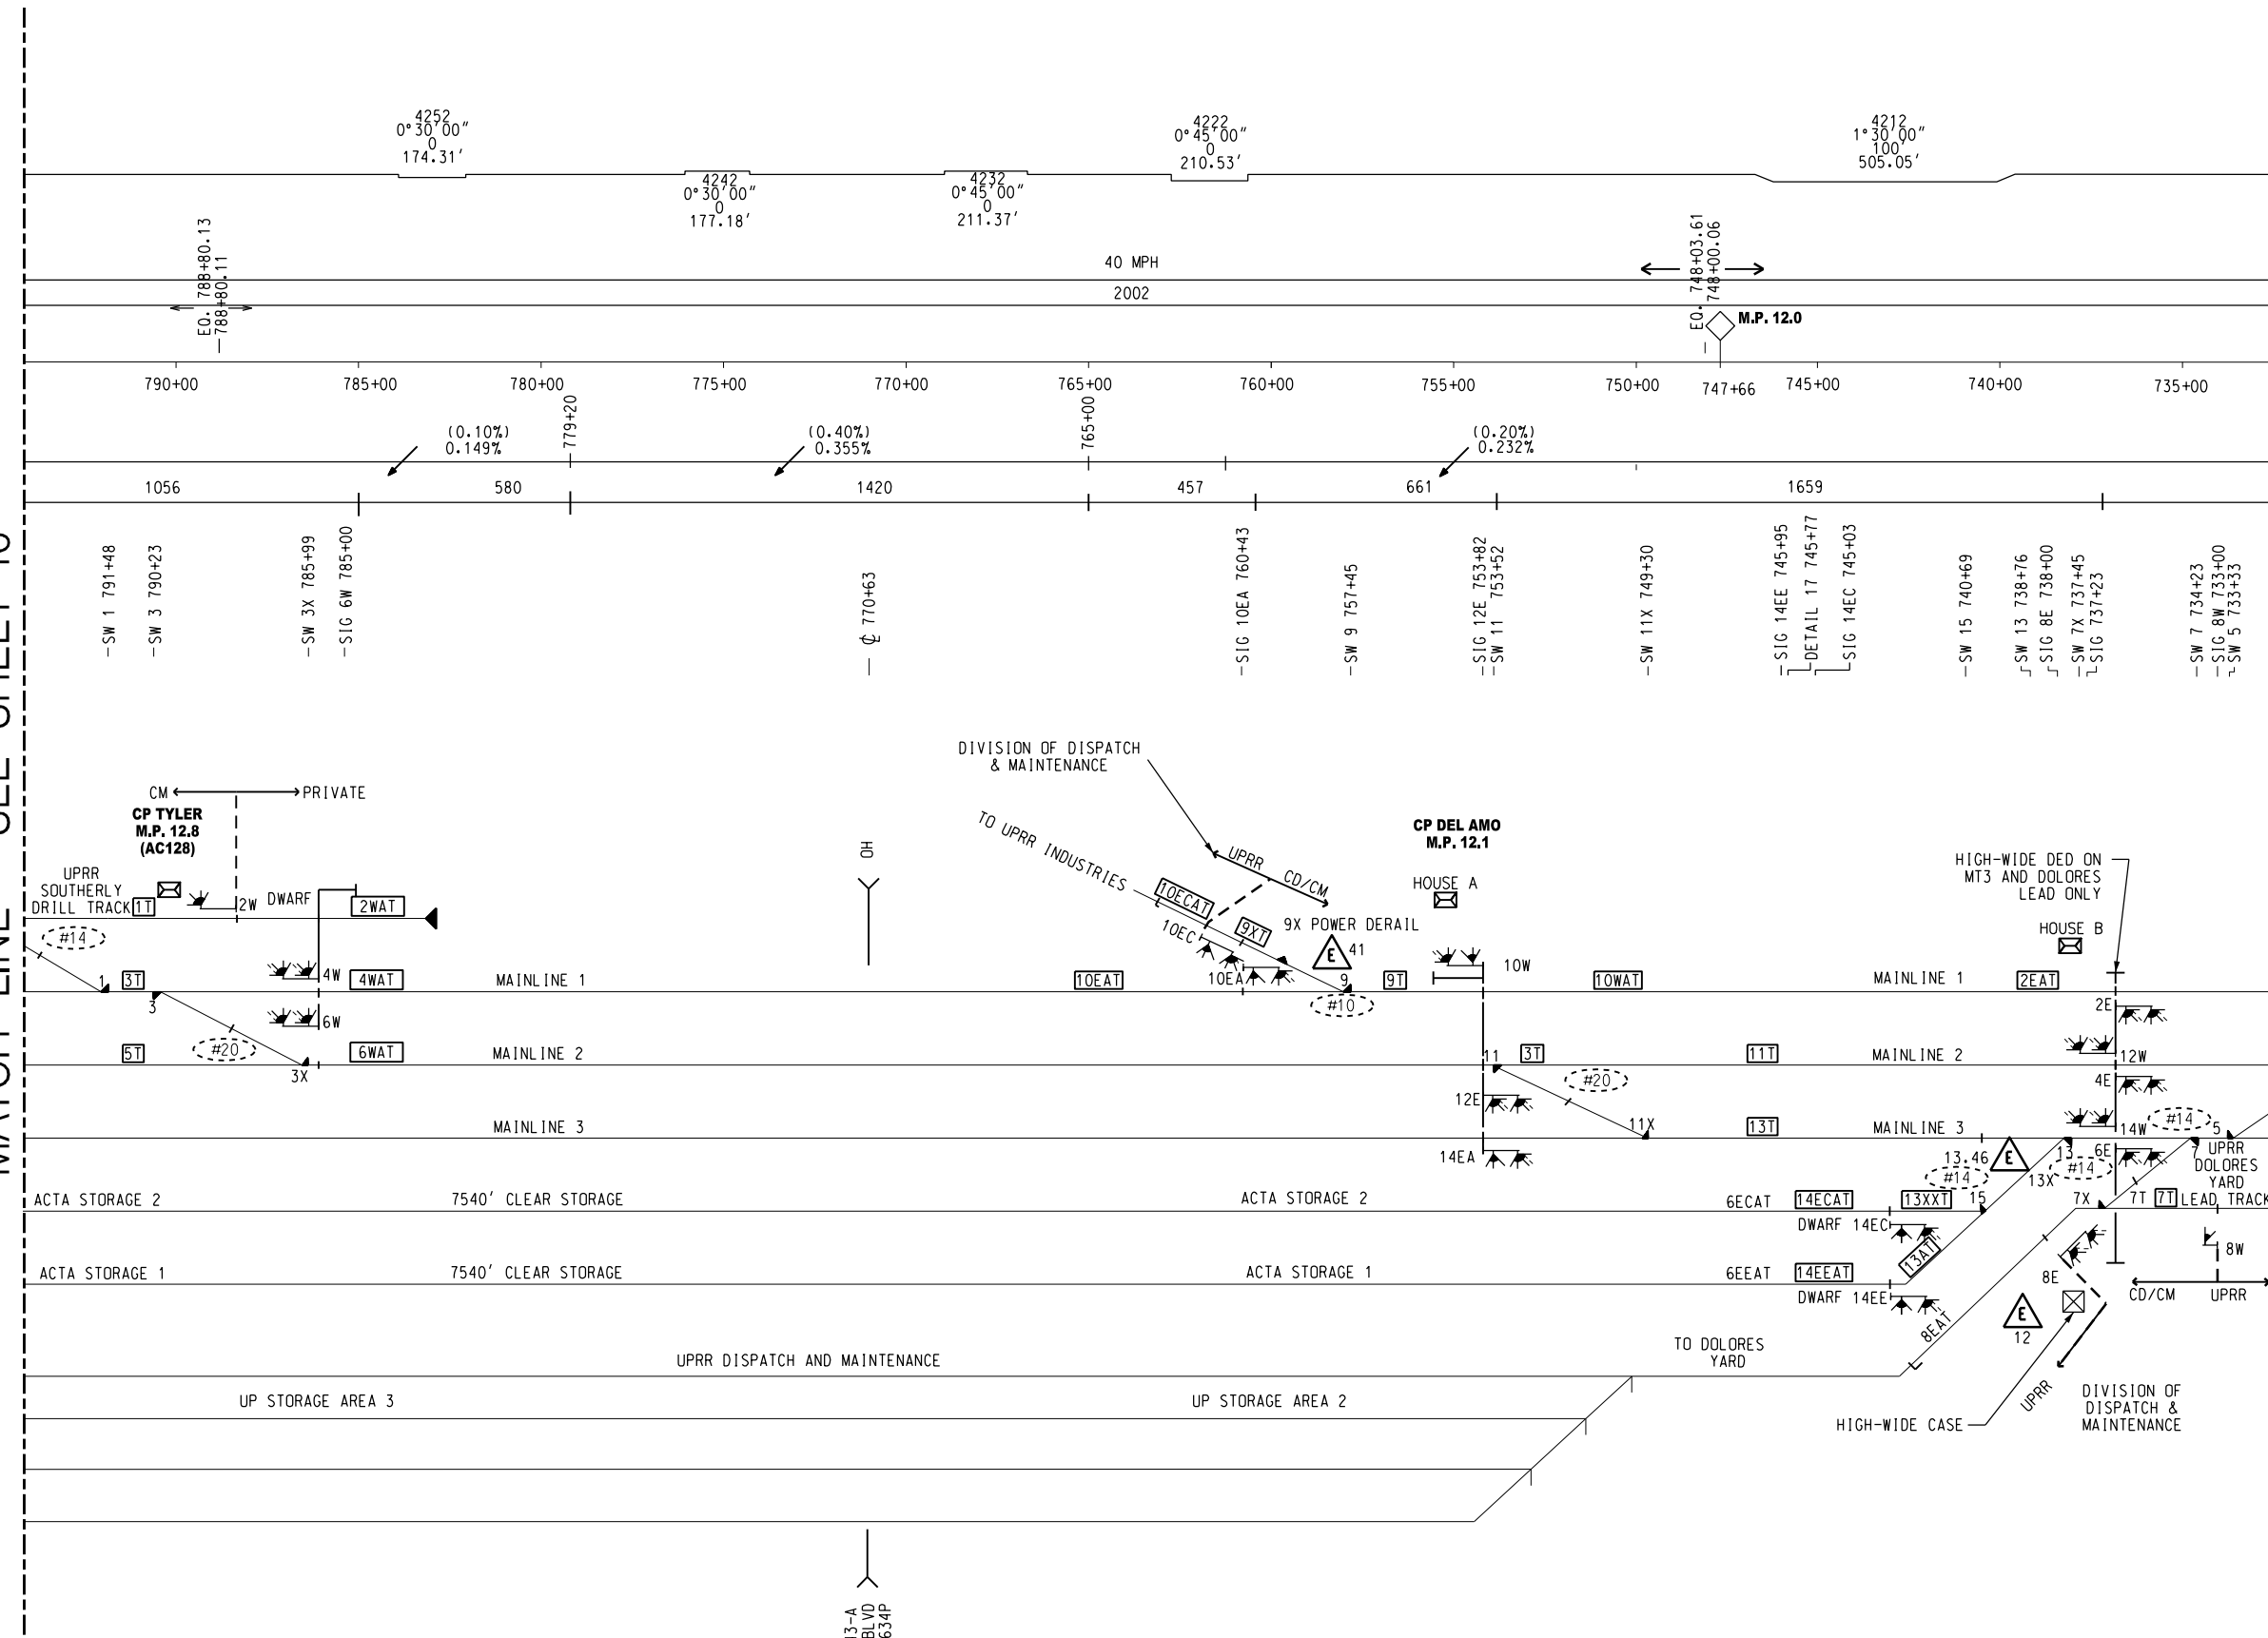 4252
0°30'00"
0
174.31'
4242
0°30'00"
0
177.18'
4232
0°45'00"
0
211.37'
4222
0°45'00"
0
210.53'
4212
1°30'00"
100'
505.05'
EQ. 788+80.13
788+80.11
40 MPH
2002
EQ. 748+03.61
748+00.06
M.P. 12.0
790+00
785+00
780+00
775+00
770+00
765+00
760+00
755+00
750+00
747+66
745+00
740+00
735+00
(0.10%)
0.149%
779+20
(0.40%)
0.355%
765+00
(0.20%)
0.232%
1056
580
1420
457
661
1659
SW 1 791+48
SW 3 790+23
SW 3X 785+99
SIG 6W 785+00
℄ 770+63
SIG 10EA 760+43
SW 9 757+45
SIG 12E 753+82
SW 11 753+52
SW 11X 749+30
SIG 14EE 745+95
DETAIL 17 745+77
SIG 14EC 745+03
SW 15 740+69
SW 13 738+76
SIG 8E 738+00
SW 7X 737+45
SIG 737+23
SW 7 734+23
SIG 8W 733+00
SW 5 733+33
DIVISION OF DISPATCH
& MAINTENANCE
CM
PRIVATE
CP TYLER
M.P. 12.8
(AC128)
UPRR
SOUTHERLY
DRILL TRACK
1T
2W
DWARF
2WAT
#14
OH
TO UPRR INDUSTRIES
UPRR
CD/CM
10ECAT
10EC
9XT
9X POWER DERAIL
E
41
CP DEL AMO
M.P. 12.1
HOUSE A
HIGH-WIDE DED ON
MT3 AND DOLORES
LEAD ONLY
HOUSE B
1
3T
3
4W
4WAT
MAINLINE 1
10EAT
10EA
9
9T
#10
10W
10WAT
MAINLINE 1
2EAT
2E
6W
5T
#20
3X
6WAT
MAINLINE 2
11
3T
#20
11T
MAINLINE 2
12W
4E
12E
MAINLINE 3
14EA
11X
13T
MAINLINE 3
14W
#14
5
13.46
E
13
6E
7
#14
#14
13X
UPRR
DOLORES
YARD
LEAD TRACK
ACTA STORAGE 2
7540' CLEAR STORAGE
ACTA STORAGE 2
6ECAT
14ECAT
13XXT
15
7X
7T
7T
DWARF 14EC
13AT
8W
ACTA STORAGE 1
7540' CLEAR STORAGE
ACTA STORAGE 1
6EEAT
14EEAT
DWARF 14EE
8EAT
8E
E
12
CD/CM
UPRR
UPRR DISPATCH AND MAINTENANCE
TO DOLORES
YARD
UP STORAGE AREA 3
UP STORAGE AREA 2
UPRR
DIVISION OF
DISPATCH &
MAINTENANCE
HIGH-WIDE CASE
BLVD
634P